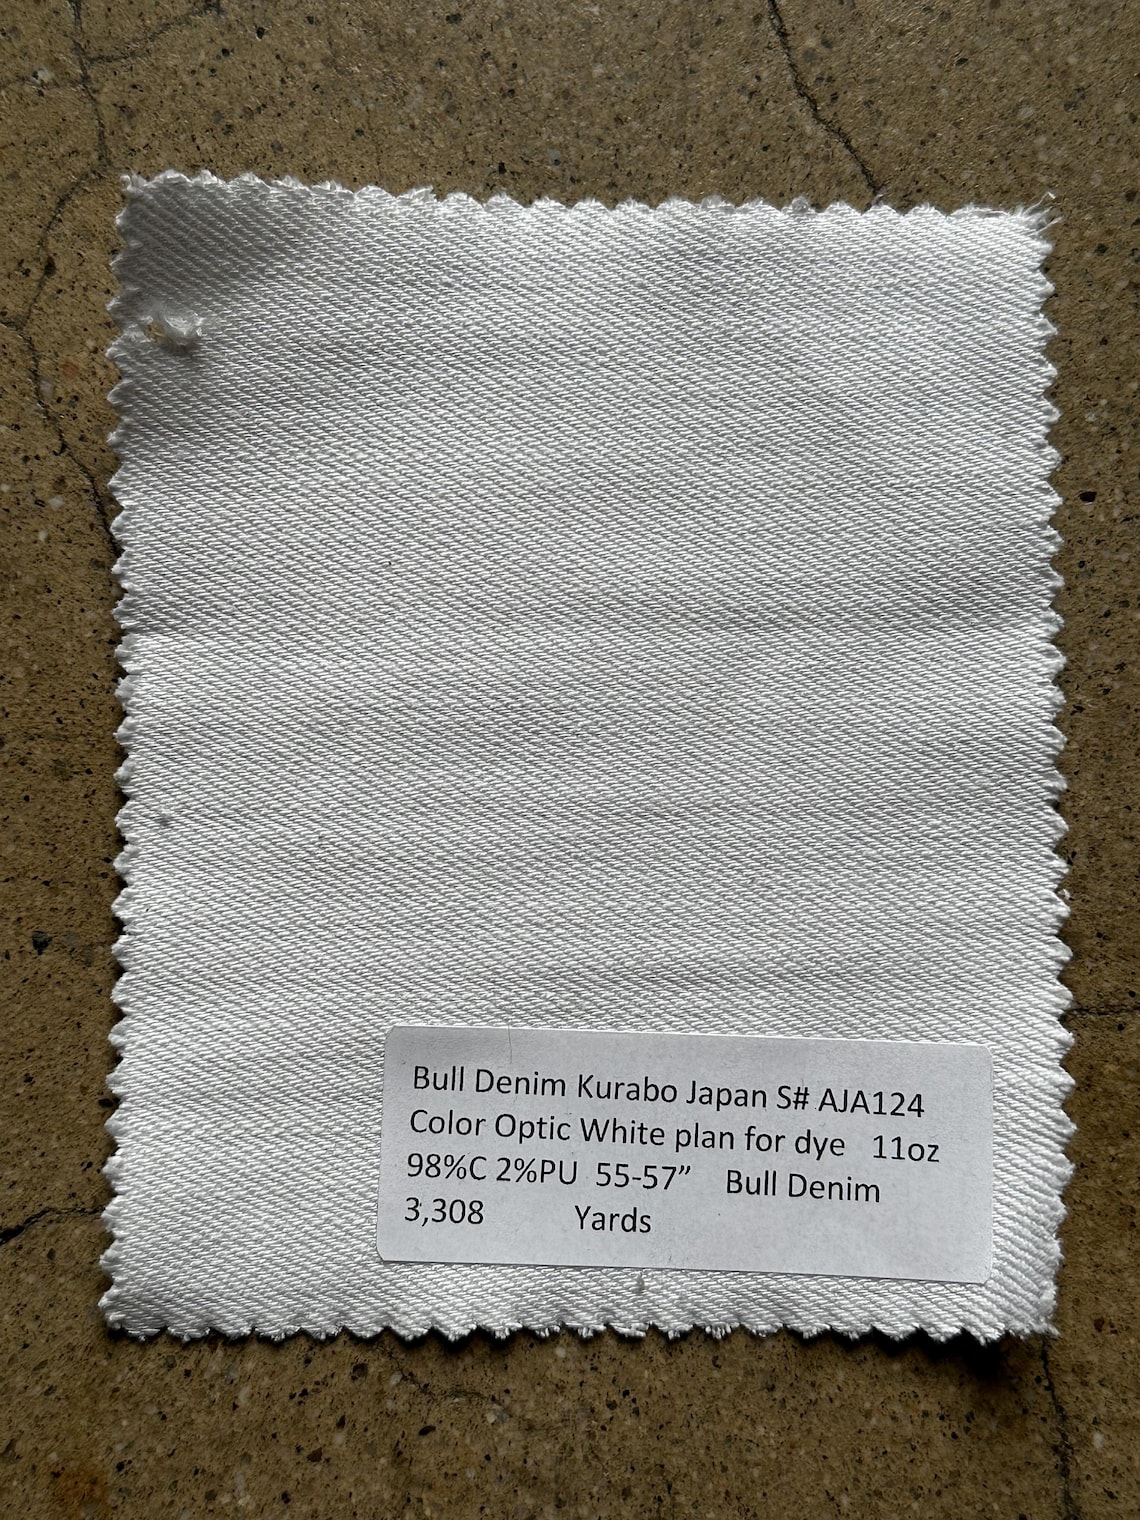 Bull Denim Kurabo Japan S# AJA124
Color Optic White plan for dye 11oz
98%C 2%PU 55-57” Bull Denim
3,308 Yards